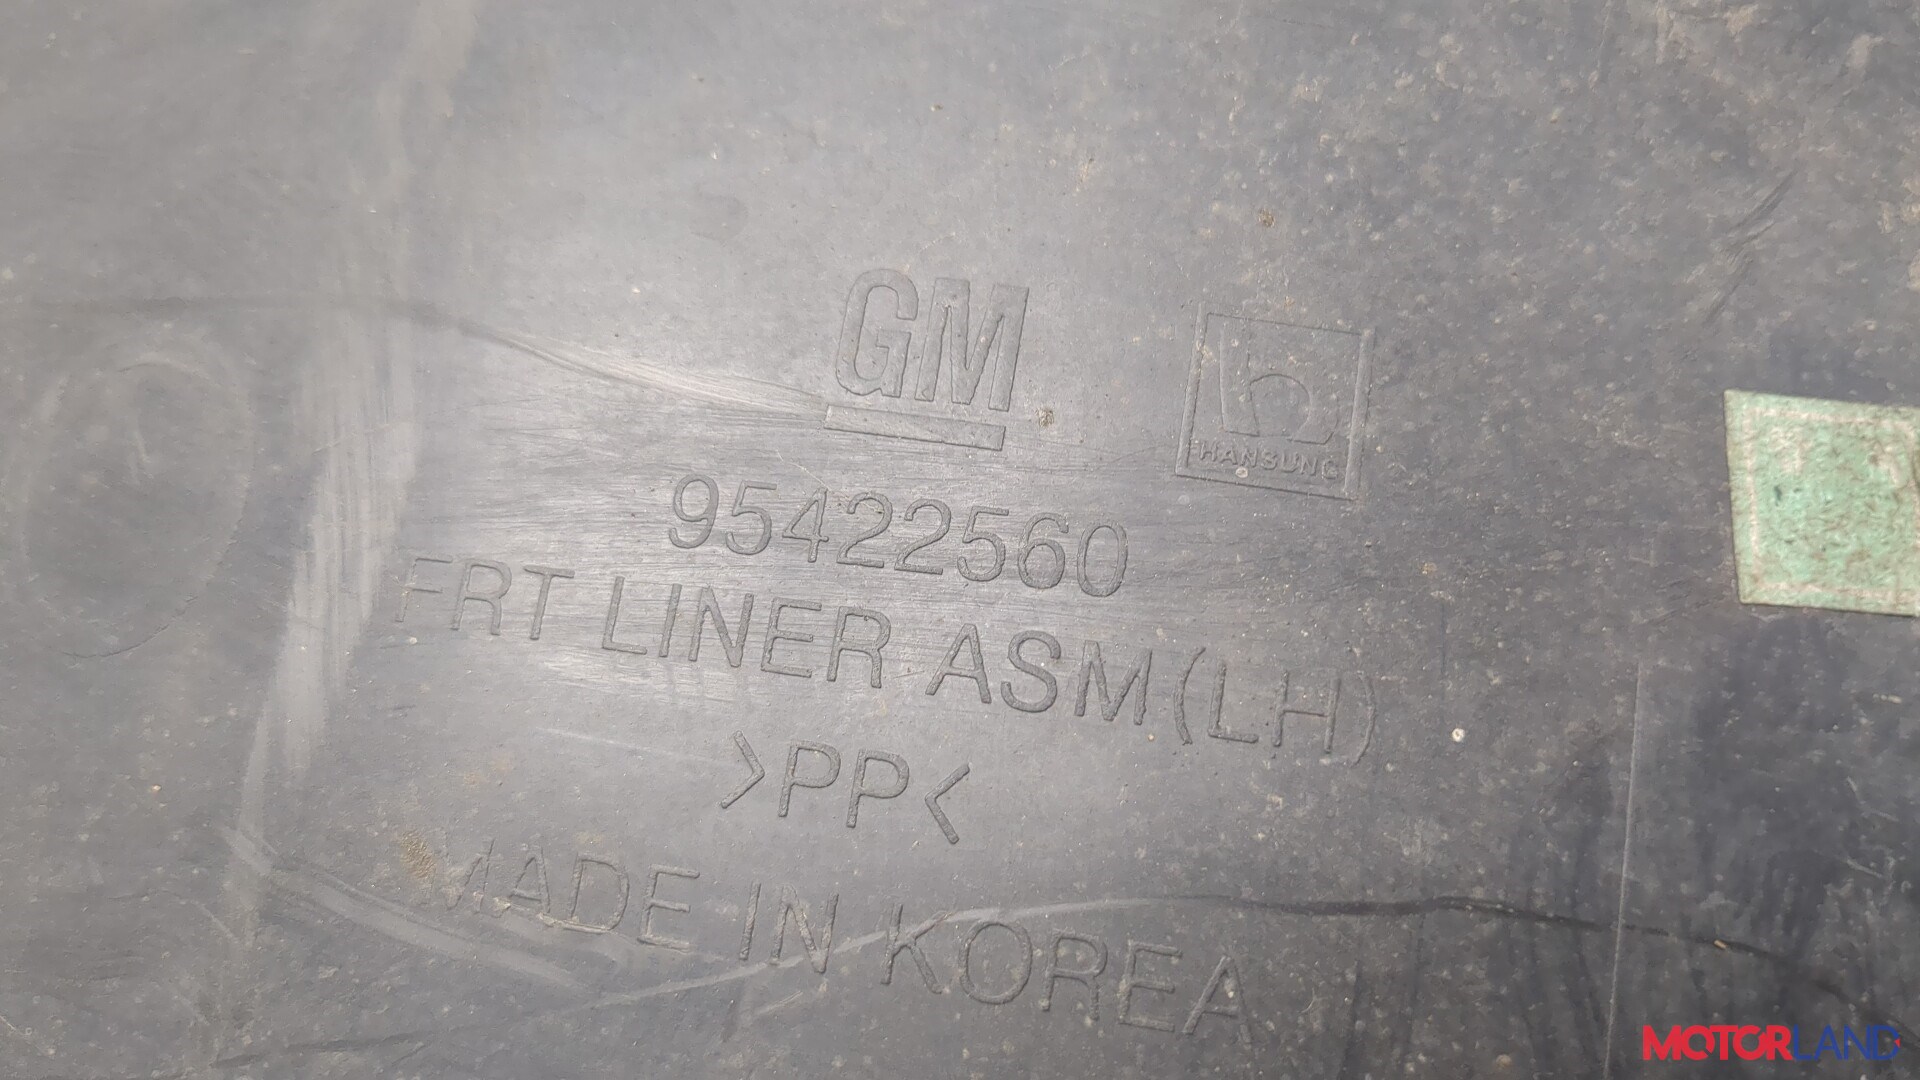 GM
HANSUNG
95422560
FRT LINER ASM(LH)
>PP<
MADE IN KOREA
MOTORLAND